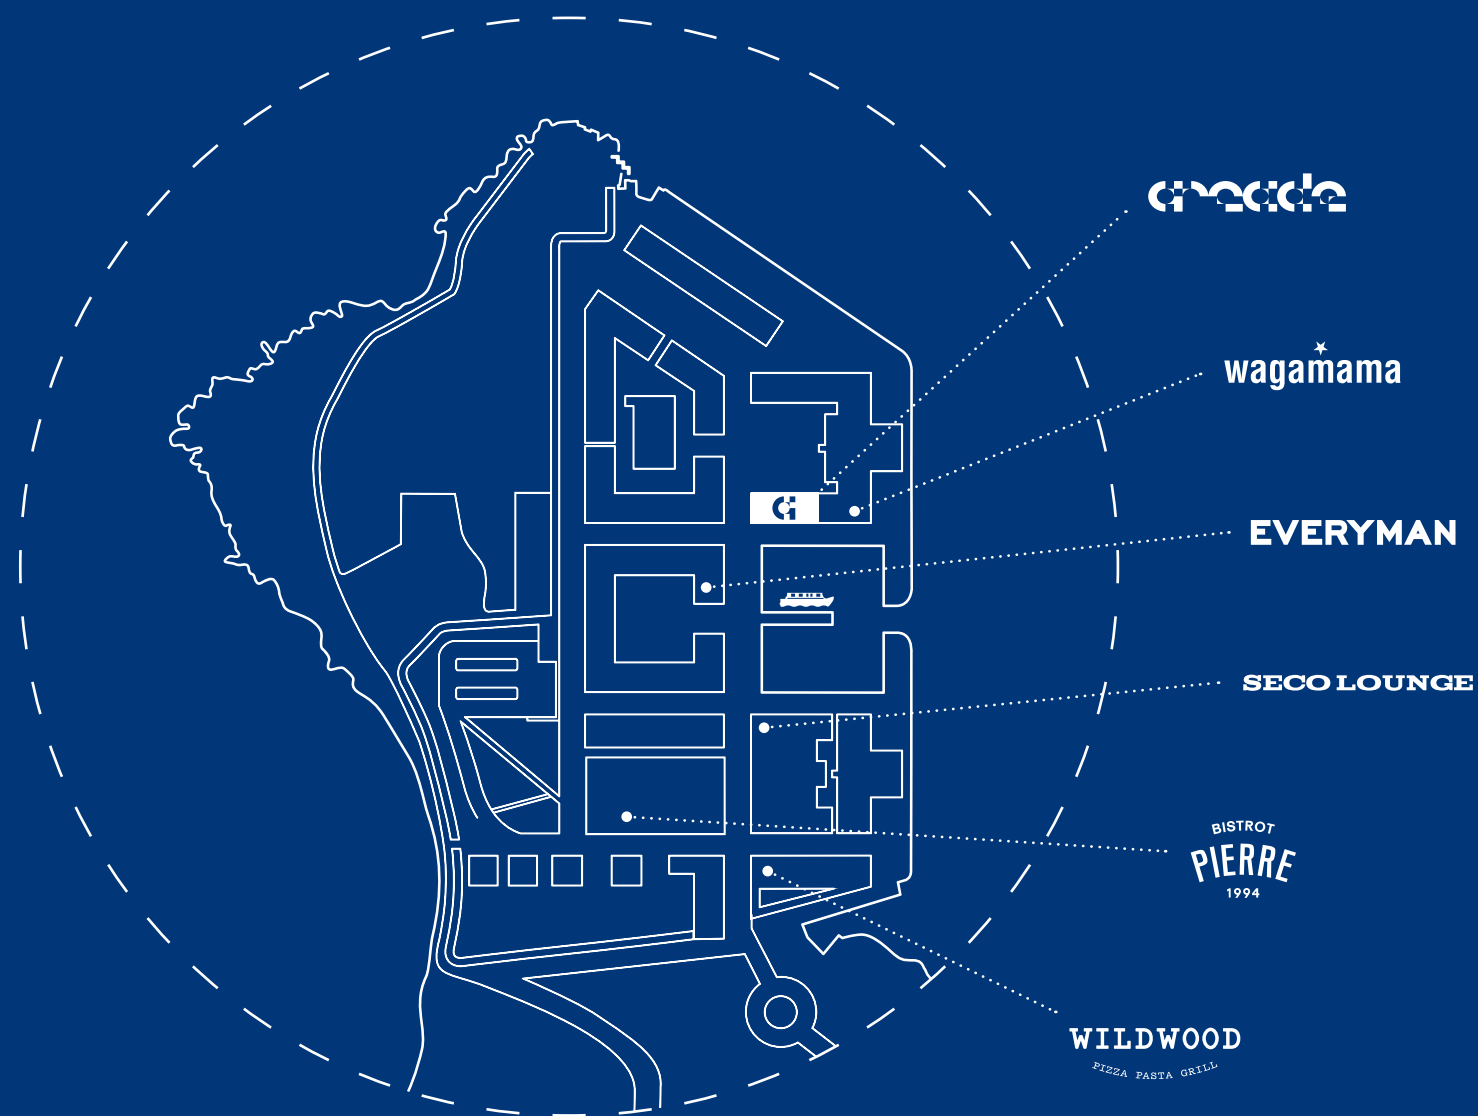 arcade
wagamama
EVERYMAN
SECO LOUNGE
BISTROT
PIERRE
1994
WILDWOOD
PIZZA PASTA GRILL